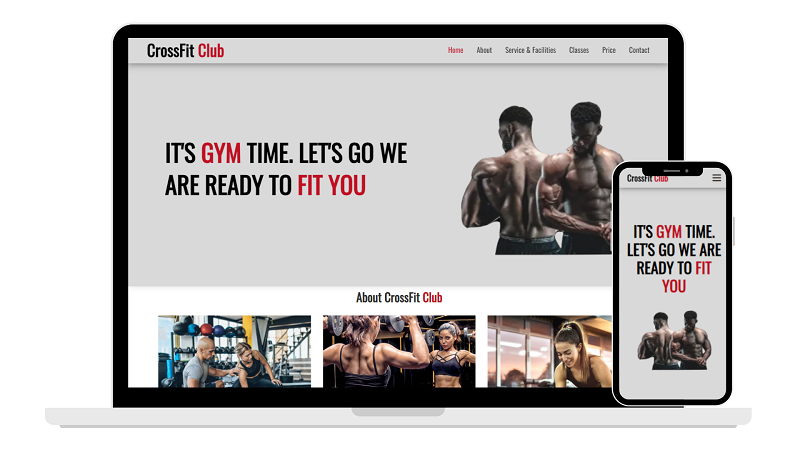 CrossFit Club
Home About Service & Facilities Classes Price Contact
IT'S GYM TIME. LET'S GO WE
ARE READY TO FIT YOU
About CrossFit Club
CrossFit Club
IT'S GYM TIME.
LET'S GO WE ARE
READY TO FIT
YOU